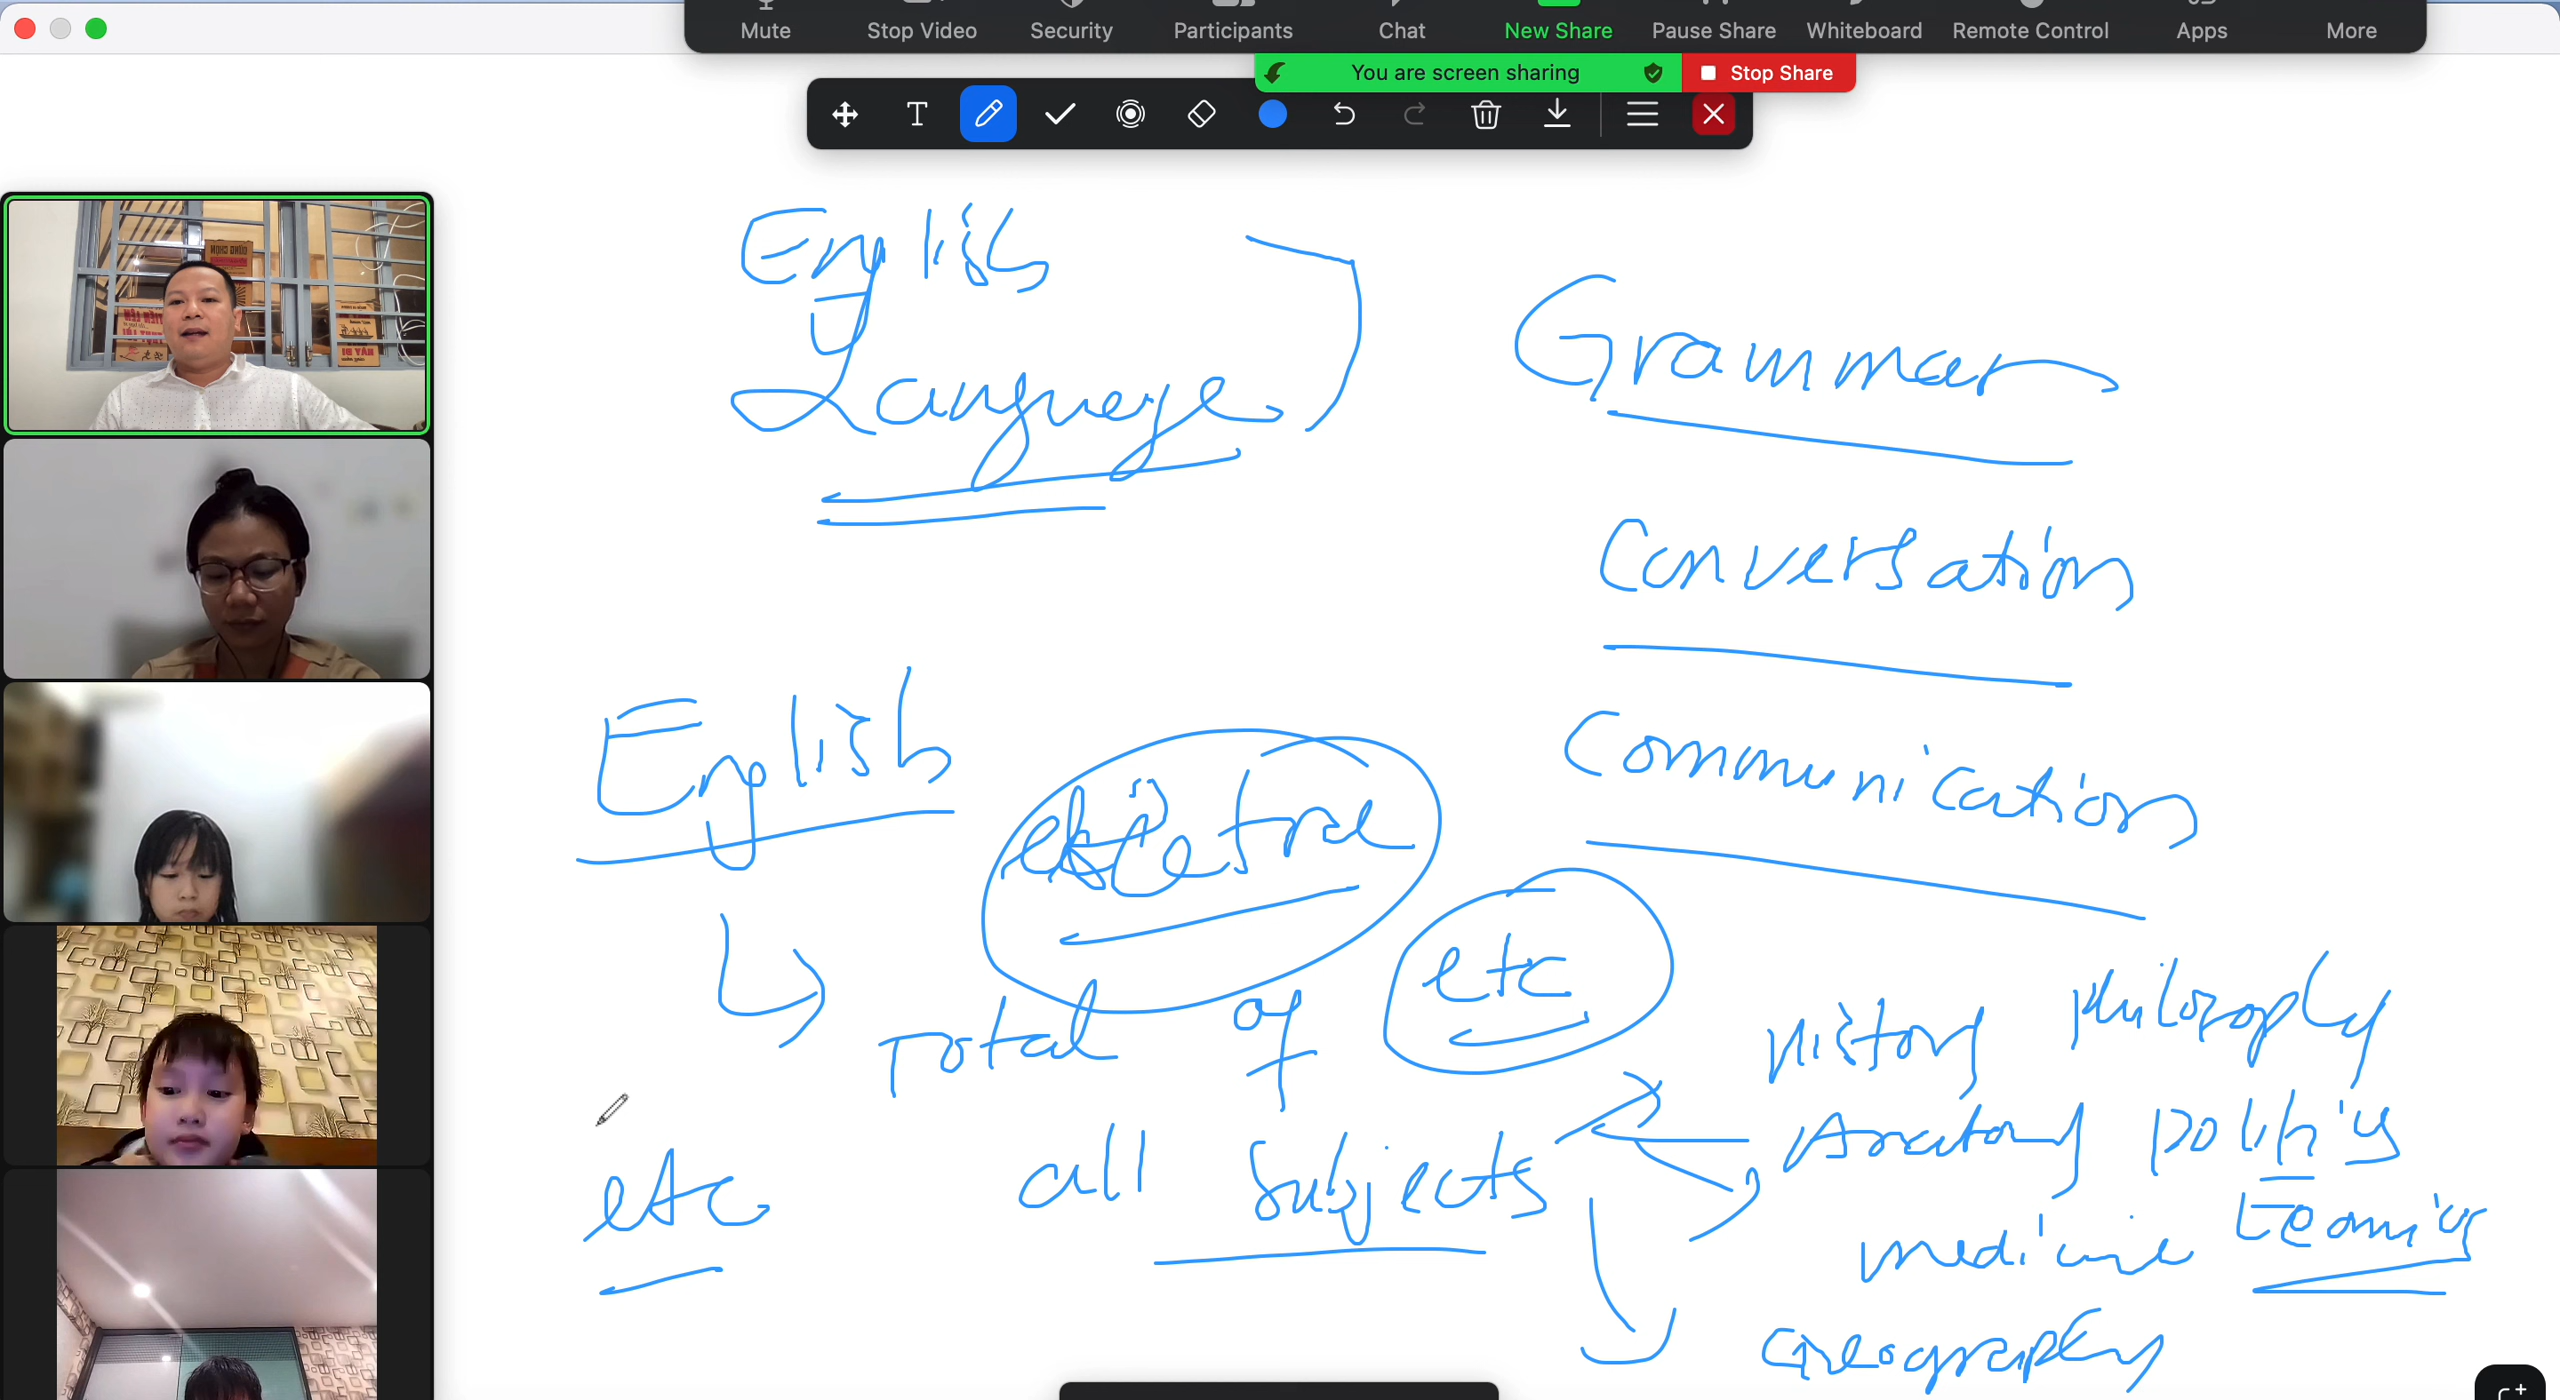 Mute Stop Video Security Participants Chat New Share Pause Share Whiteboard Remote Control Apps More
You are screen sharing Stop Share
English
Language
Grammar
Conversation
English
Communication
etcetra
etc
Total of
History Philosophy
Anatomy
etc
all subjects
medicine
Geography